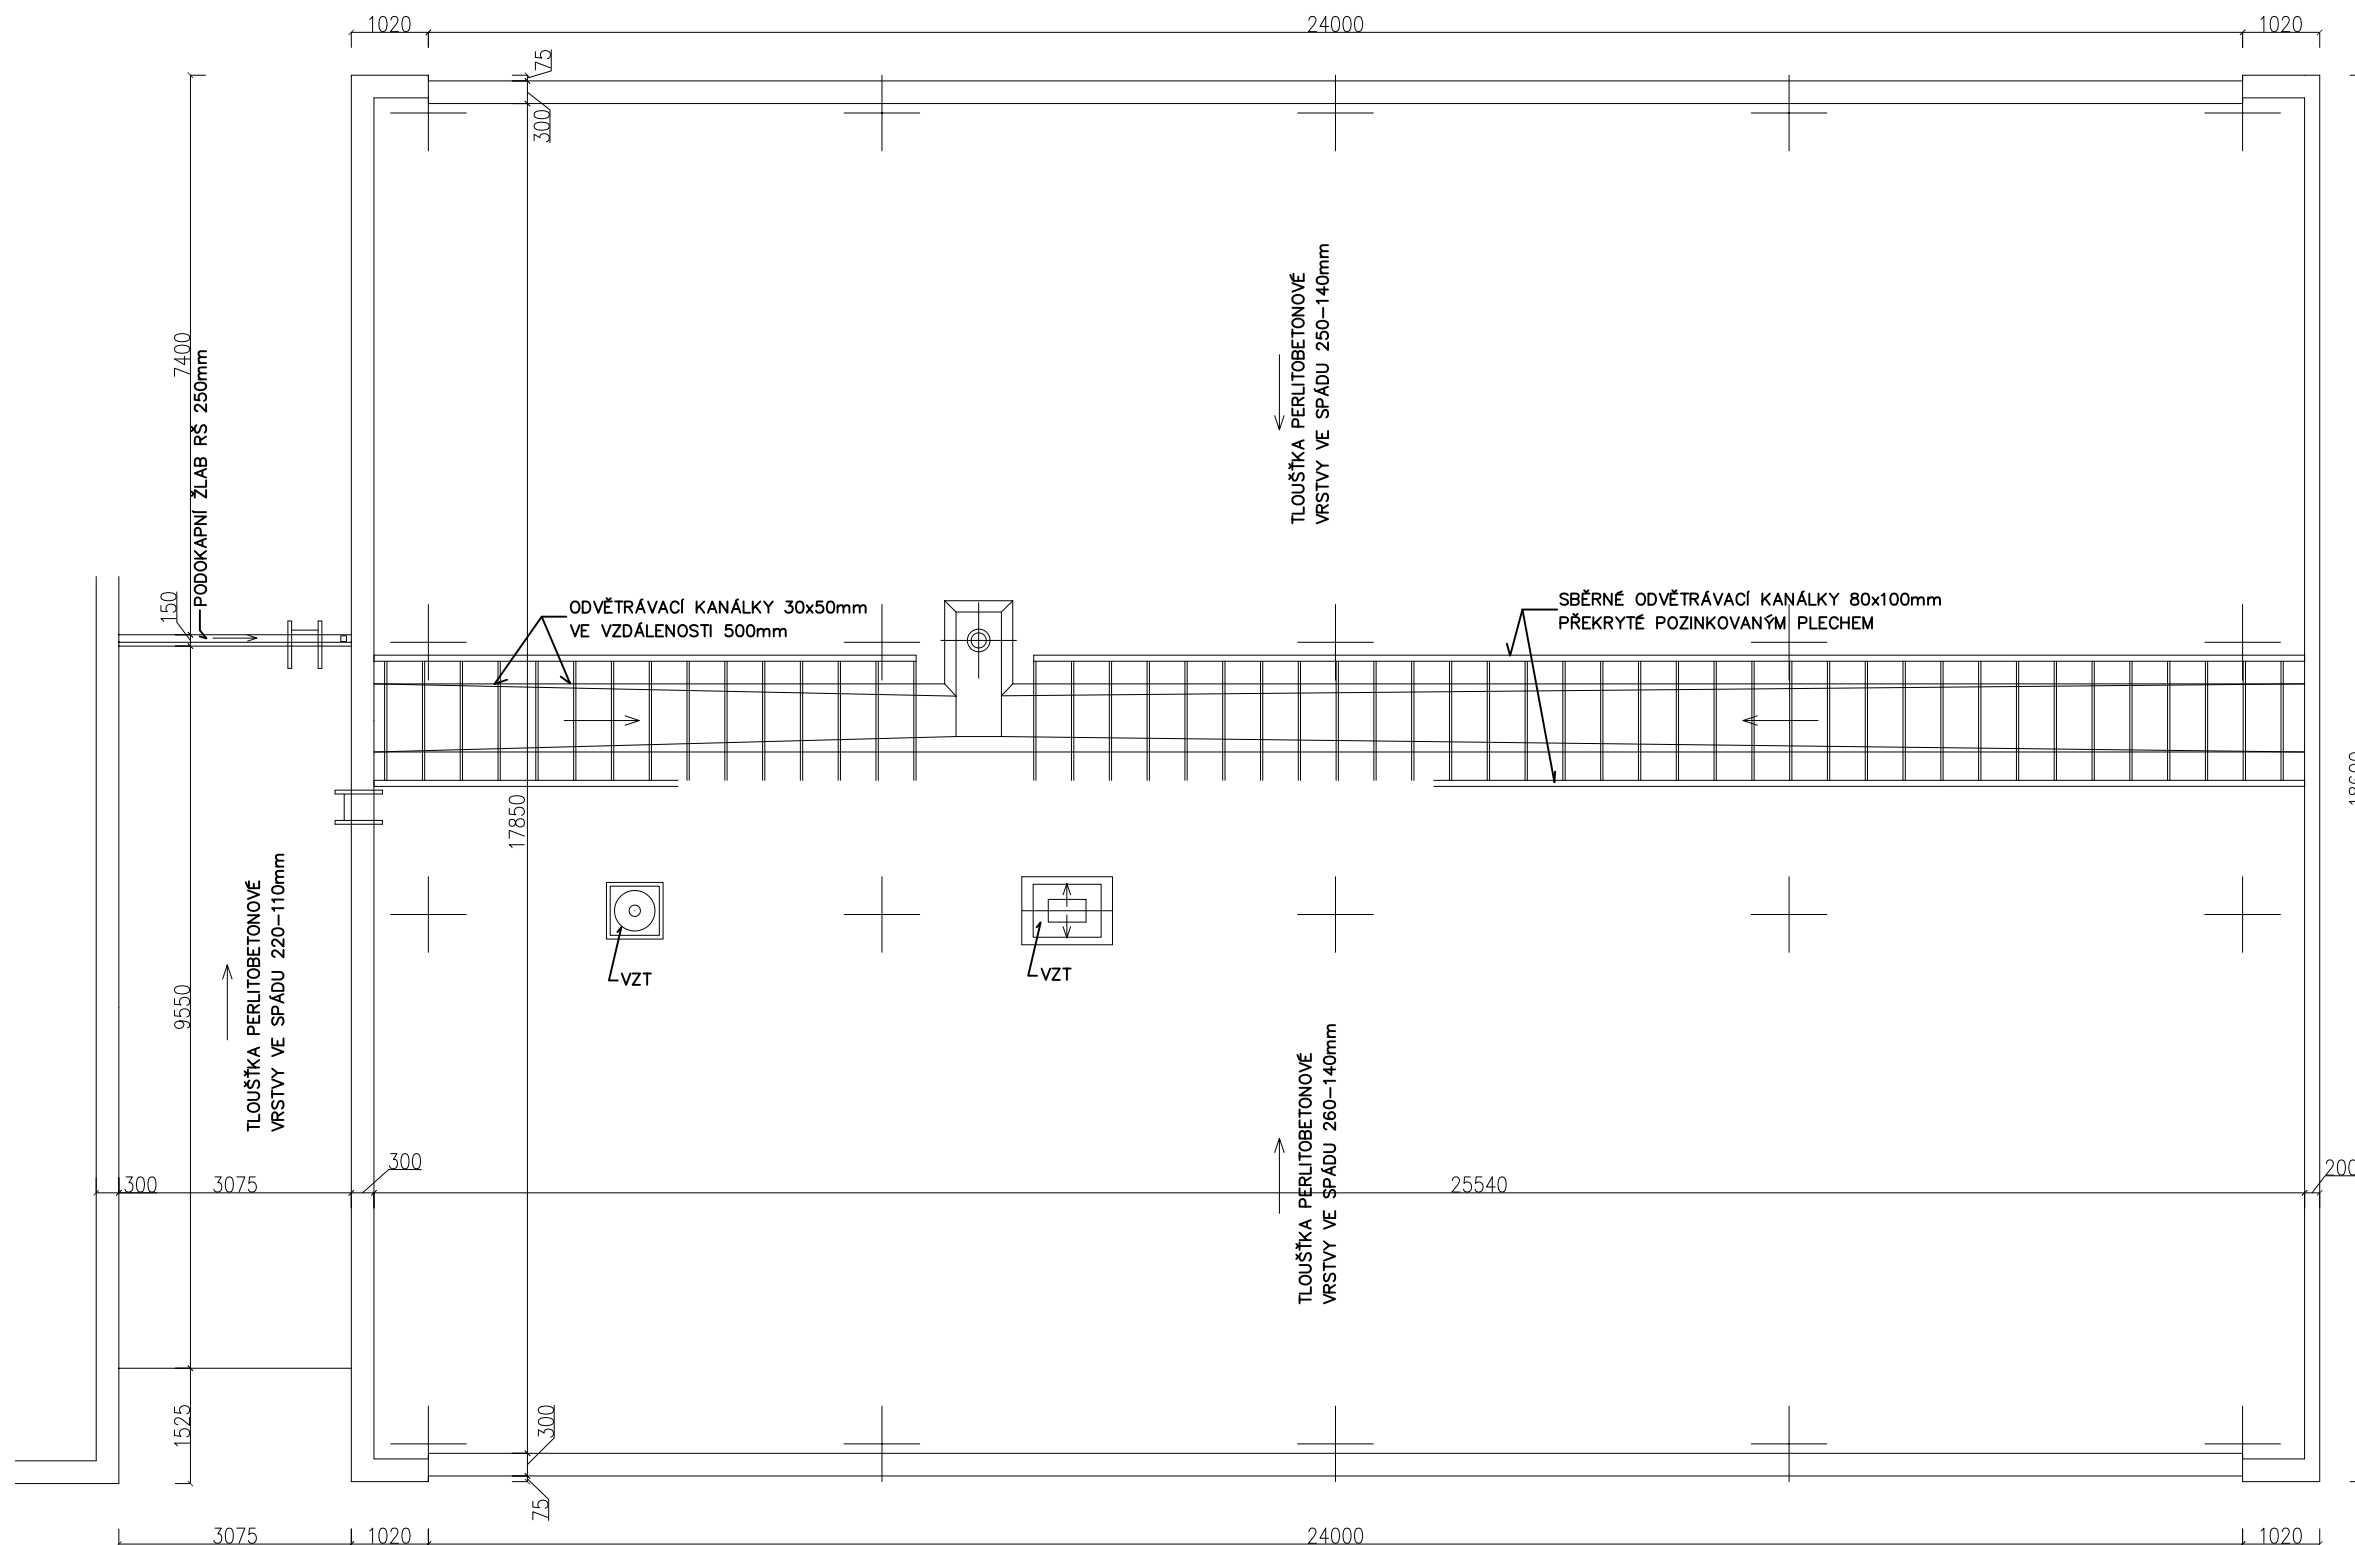 1020
24000
1020
75
300
7400
PODOKAPNÍ ŽLAB RŠ 250mm
150
TLOUŠŤKA PERLITOBETONOVÉ
VRSTVY VE SPÁDU 250-140mm
ODVĚTRÁVACÍ KANÁLKY 30x50mm
VE VZDÁLENOSTI 500mm
SBĚRNÉ ODVĚTRÁVACÍ KANÁLKY 80x100mm
PŘEKRYTÉ POZINKOVANÝM PLECHEM
17850
VZT
VZT
9550
TLOUŠŤKA PERLITOBETONOVÉ
VRSTVY VE SPÁDU 220-110mm
TLOUŠŤKA PERLITOBETONOVÉ
VRSTVY VE SPÁDU 260-140mm
300
3075
300
25540
200
1525
300
75
3075
1020
24000
1020